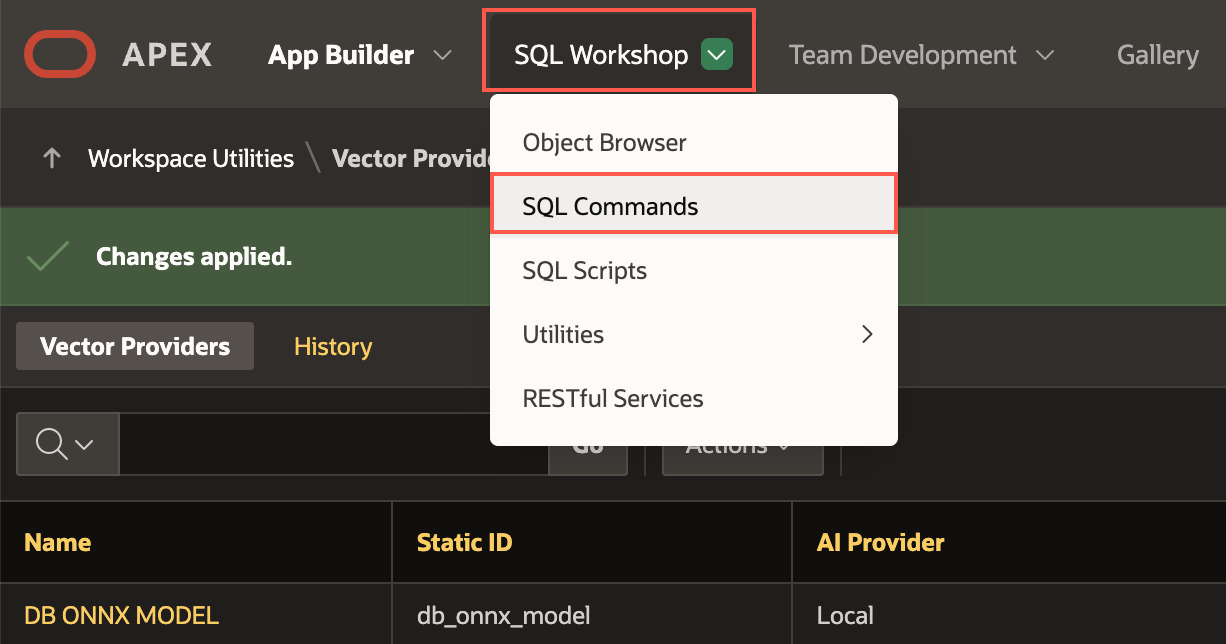 APEX App Builder SQL Workshop Team Development Gallery
Object Browser
Workspace Utilities \ Vector Provide
SQL Commands
Changes applied.
SQL Scripts
Utilities
Vector Providers History
RESTful Services
Go Actions
Name Static ID AI Provider
DB ONNX MODEL db_onnx_model Local